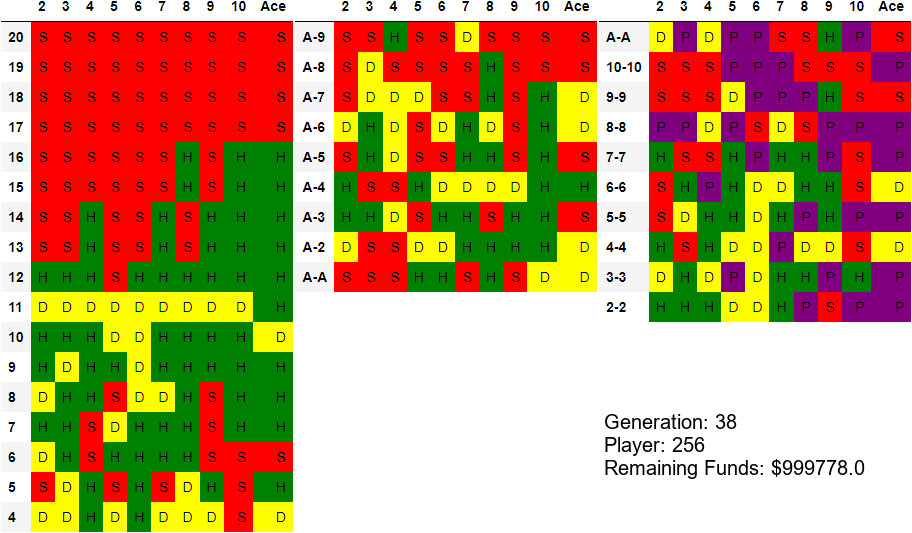 2 3 4 5 6 7 8 9 10 Ace
20 S S S S S S S S S S
19 S S S S S S S S S S
18 S S S S S S S S S S
17 S S S S S S S S S S
16 S S S S S S H S H H
15 S S S S S S H S H H
14 S S H S S H S H H H
13 S S H S S H S H H H
12 H H H S H H H H H H
11 D D D D D D D D D H
10 H H H D D H H H H D
9 H D H H D H H H H H
8 D H H S D D H S H H
7 H H S D H H H S H H
6 D H S H H H H S S S
5 S D H S H S D H S H
4 D D H D H D D D S D
2 3 4 5 6 7 8 9 10 Ace
A-9 S S H S D S S S S S
A-8 S D S S S S H S S S
A-7 S D D D S S H S H D
A-6 D H D S D H D S H D
A-5 S H D S S H H S H S
A-4 H S S H D D D D H H
A-3 H H D S H H S H H S
A-2 D S S D D H H H H D
A-A S S S H H S H S D D
2 3 4 5 6 7 8 9 10 Ace
A-A D P D P P S S H P S
10-10 S S S P P P S S S P
9-9 S S S D P P P H S S
8-8 P P D P S D S P P P
7-7 H S S H P H H P S P
6-6 S H P H D D H H S D
5-5 S D H H D H P H P P
4-4 H S H D D P D D S D
3-3 D H D P D H H P H P
2-2 H H H D D H P S P P
Generation: 38
Player: 256
Remaining Funds: $999778.0